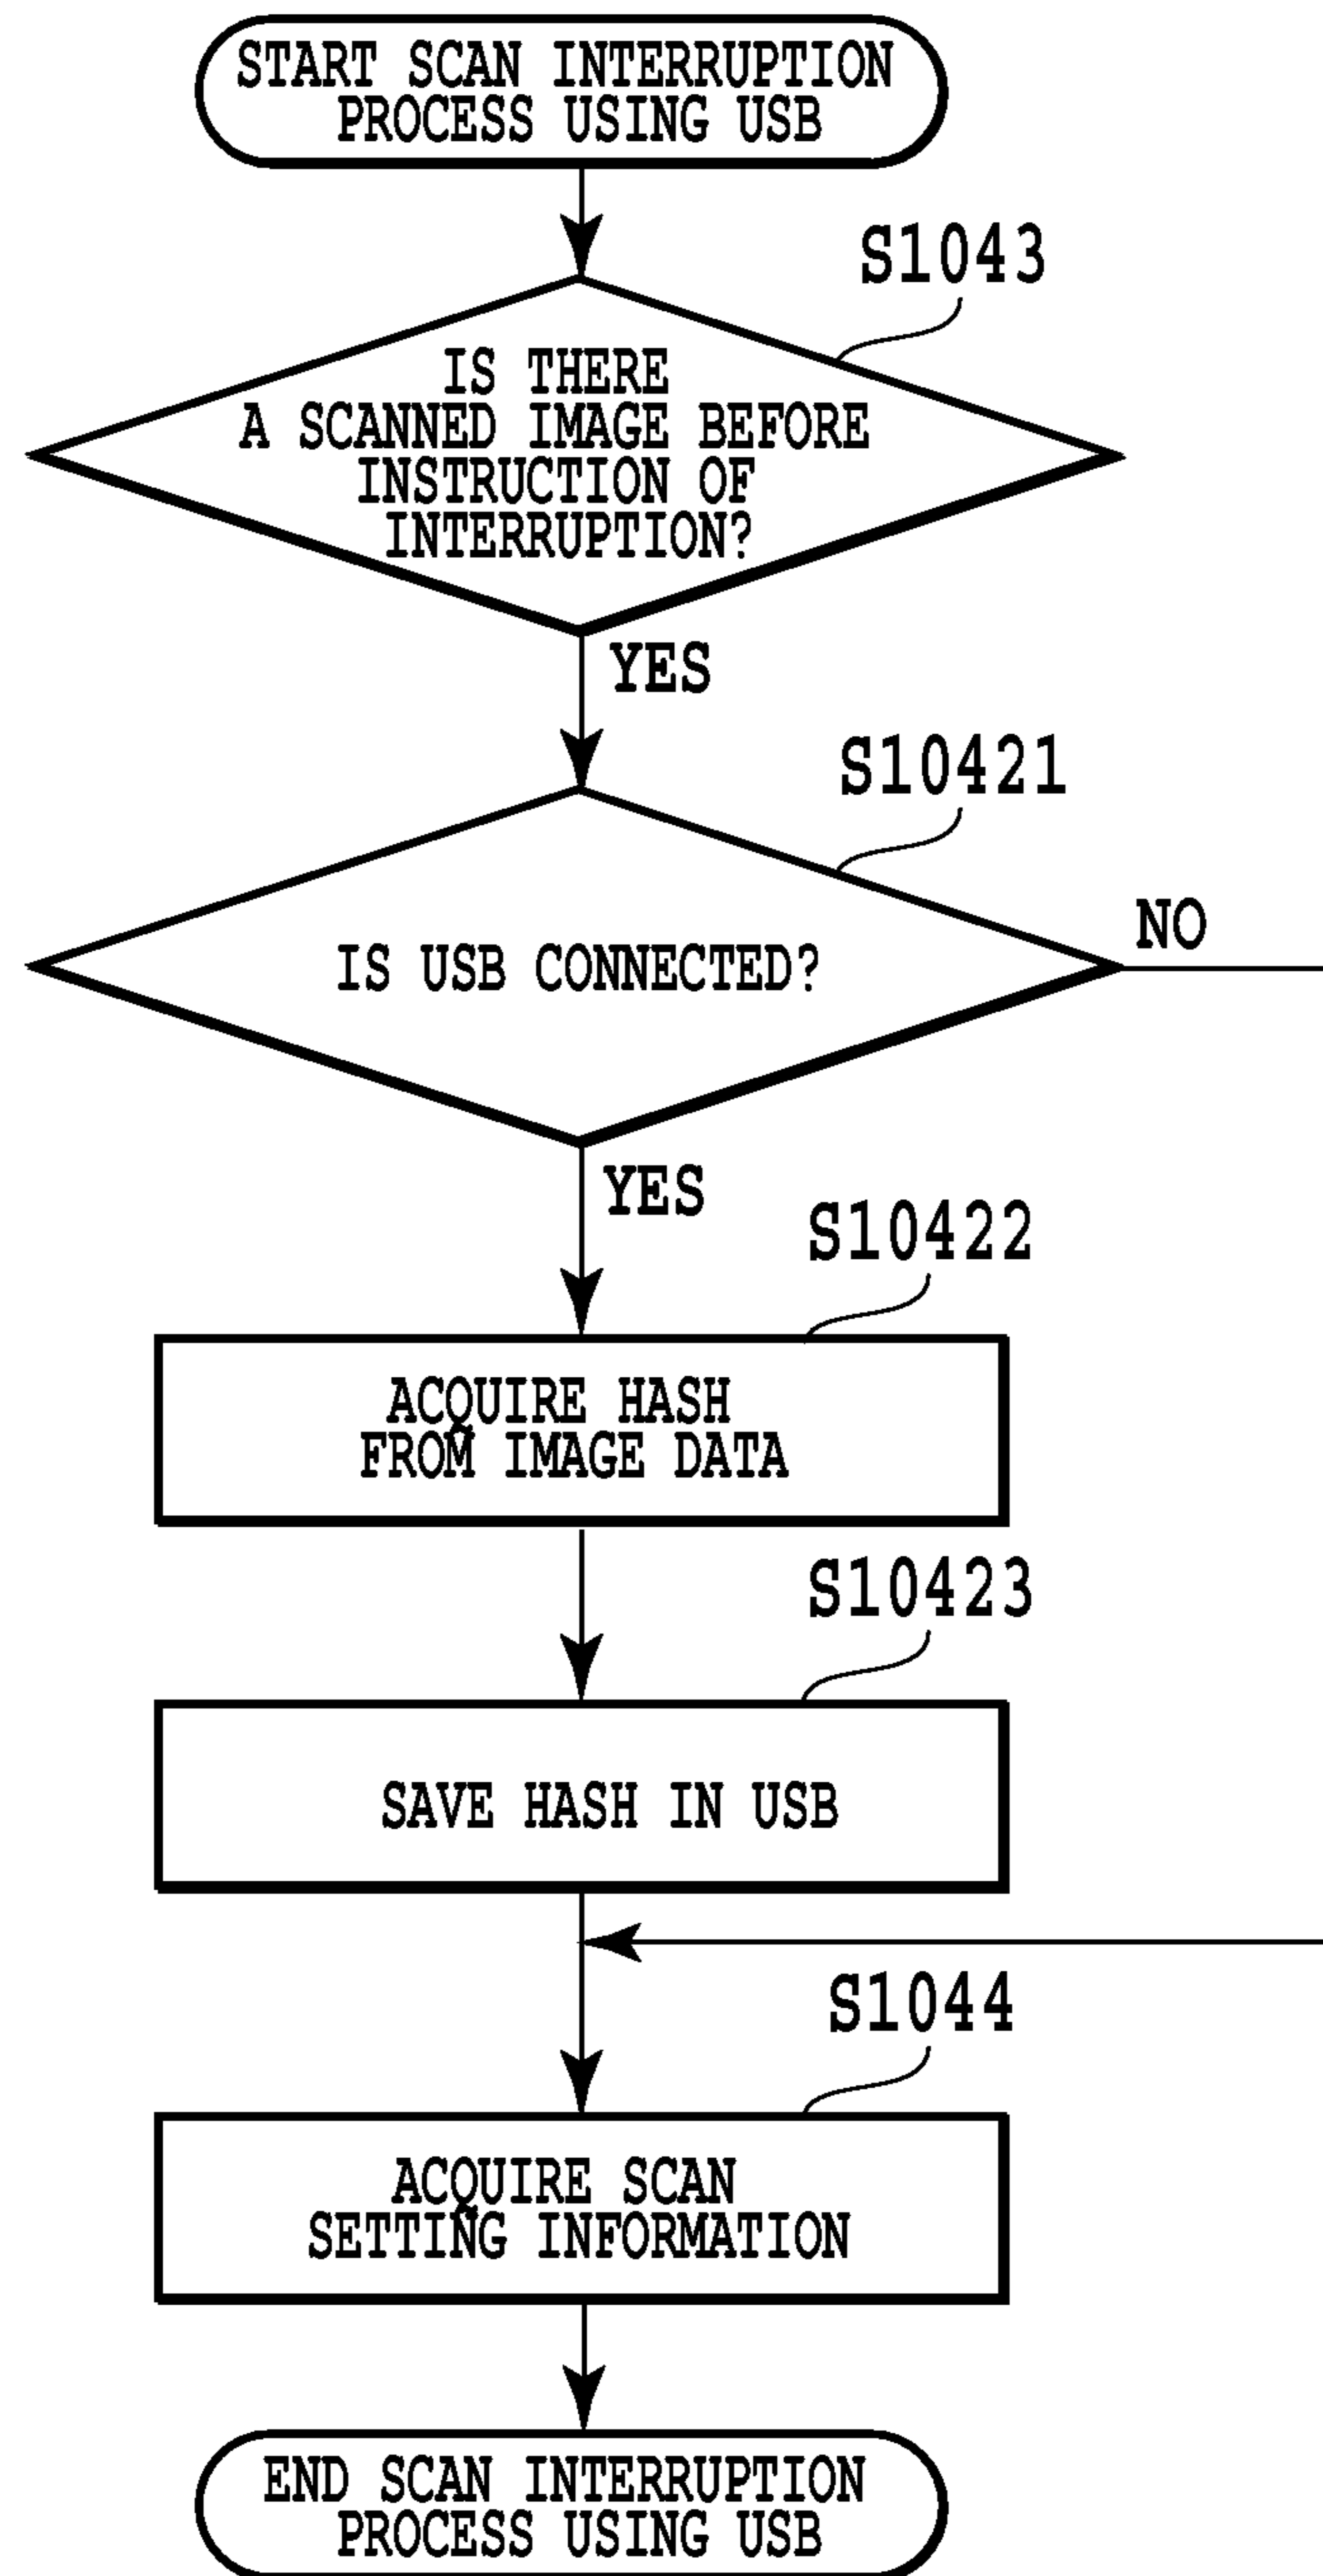 START SCAN INTERRUPTION
PROCESS USING USB
S1043
IS THERE
A SCANNED IMAGE BEFORE
INSTRUCTION OF
INTERRUPTION?
YES
S10421
IS USB CONNECTED?
NO
YES
S10422
ACQUIRE HASH
FROM IMAGE DATA
S10423
SAVE HASH IN USB
S1044
ACQUIRE SCAN
SETTING INFORMATION
END SCAN INTERRUPTION
PROCESS USING USB